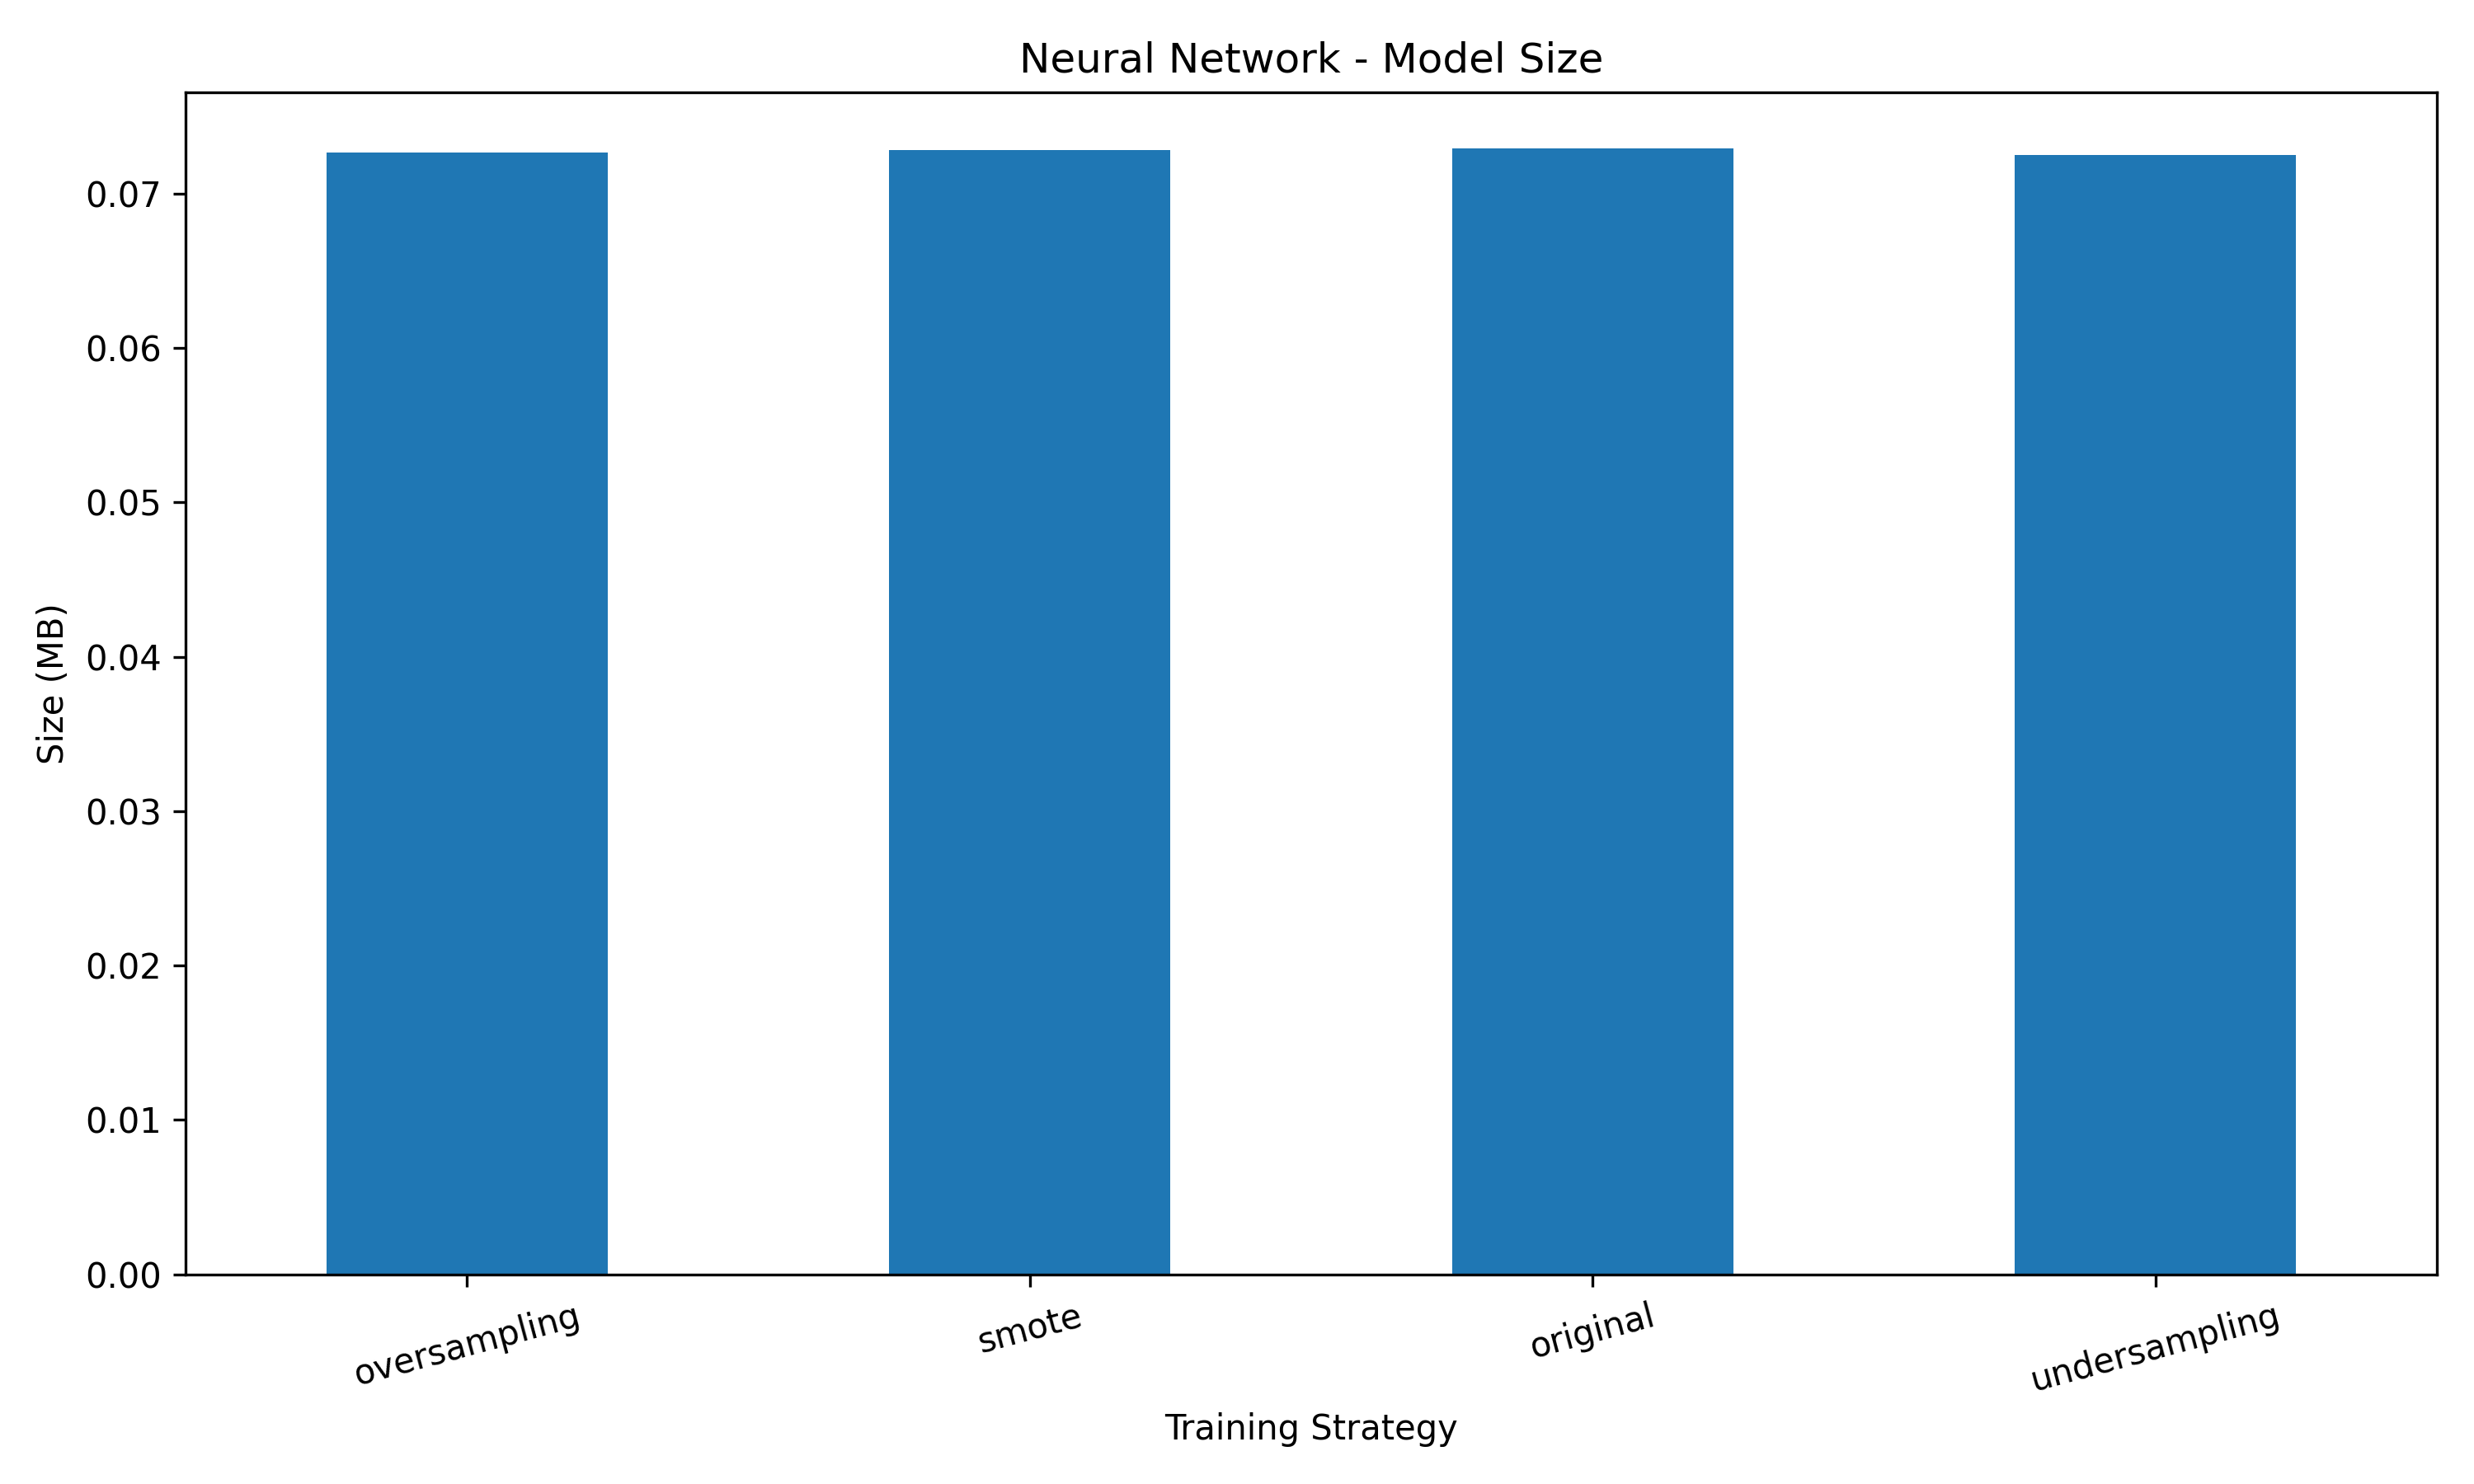 Neural Network - Model Size
Size (MB)
0.07
0.06
0.05
0.04
0.03
0.02
0.01
0.00
oversampling
smote
original
undersampling
Training Strategy